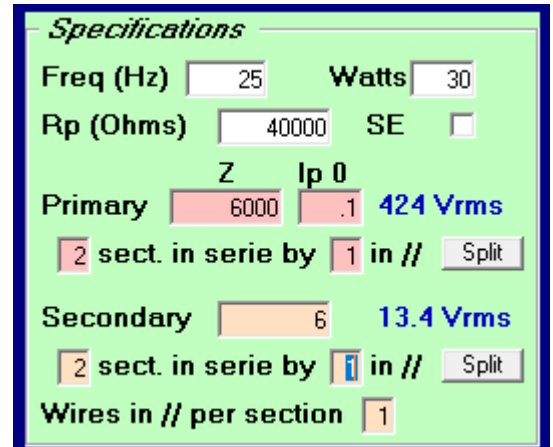 Specifications
Freq (Hz) 25 Watts 30
Rp (Ohms) 40000 SE
Z Ip 0
Primary 6000 .1 424 Vrms
2 sect. in serie by 1 in // Split
Secondary 6 13.4 Vrms
2 sect. in serie by 1 in // Split
Wires in // per section 1